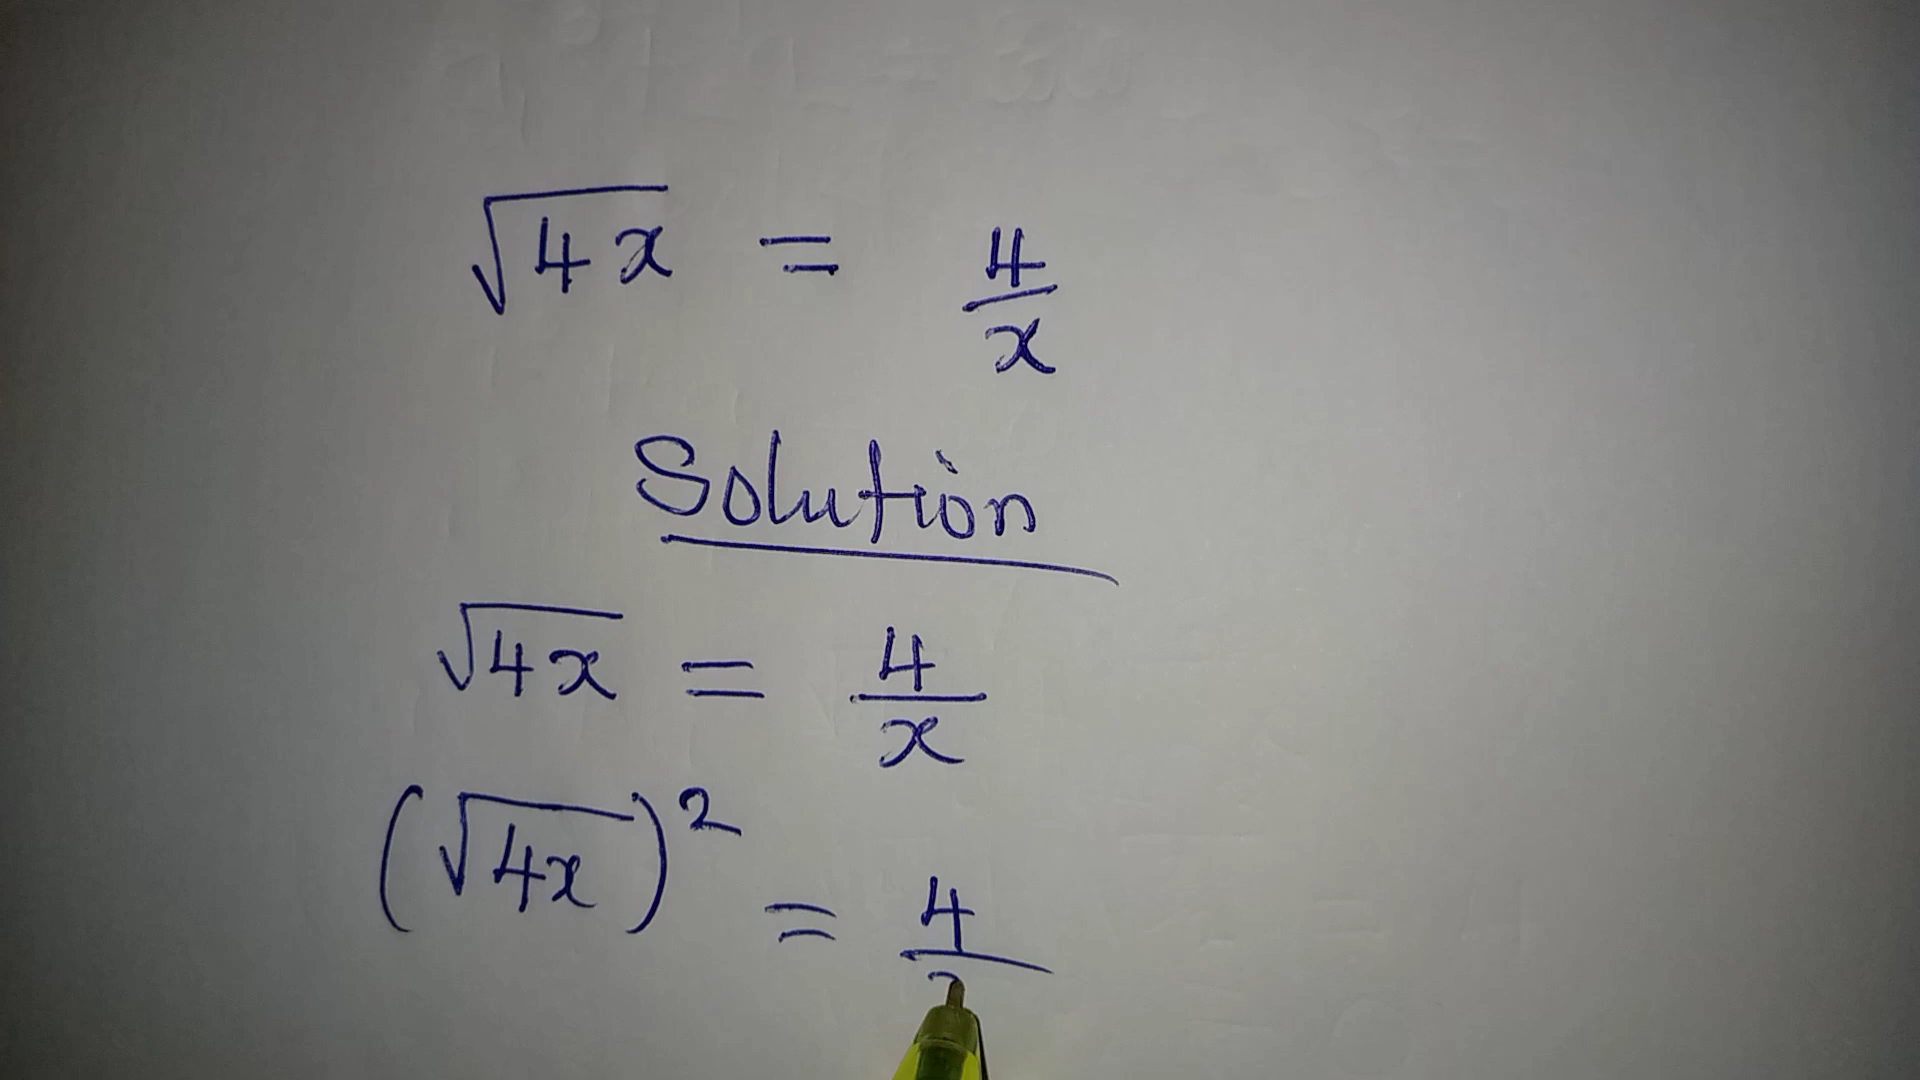 √4x = 4/x
Solution
√4x = 4/x
(√4x)² = 4/